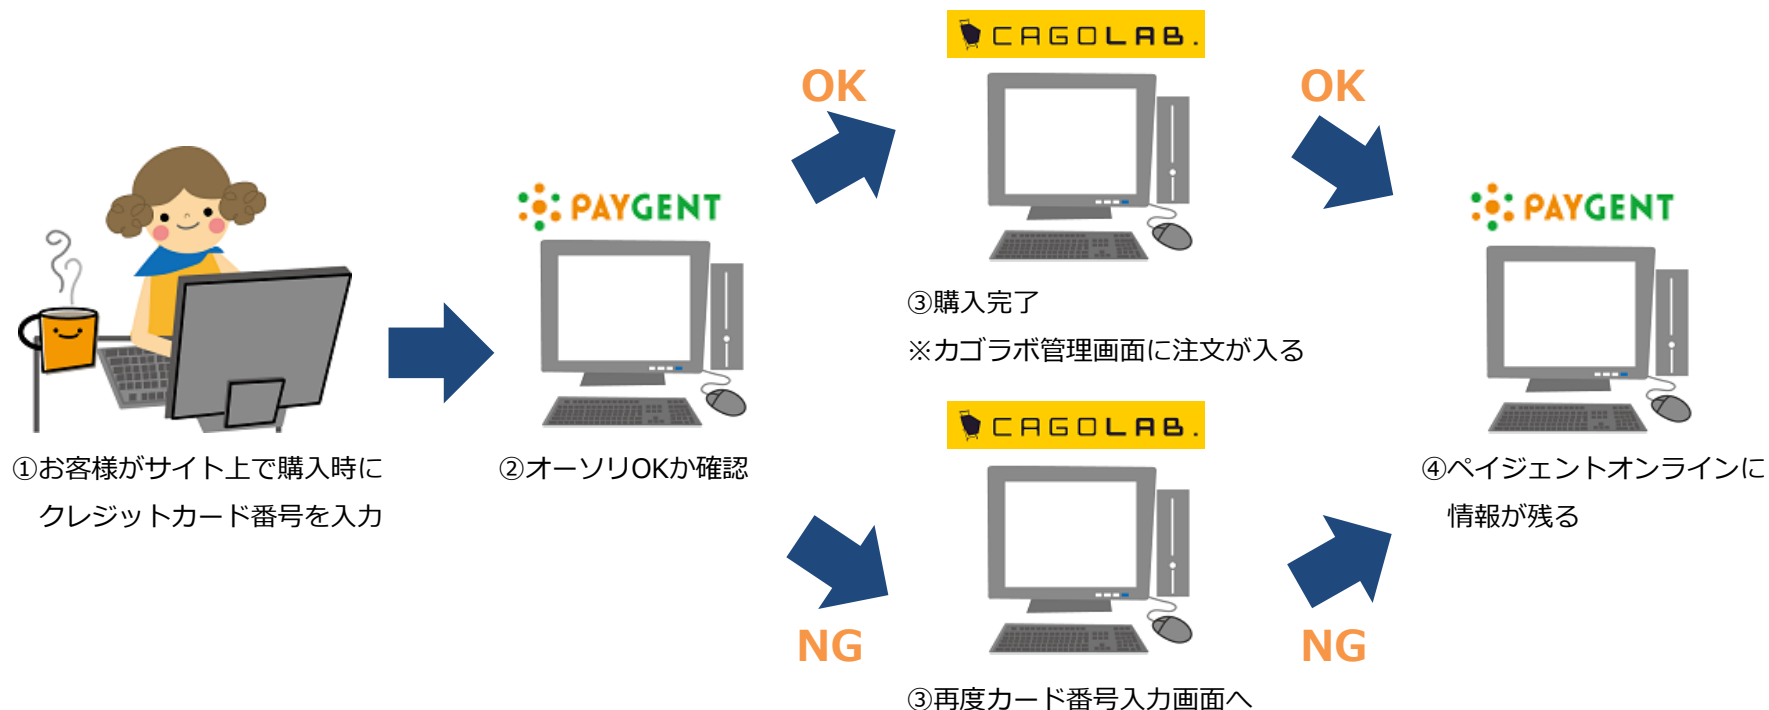 ①お客様がサイト上で購入時に
クレジットカード番号を入力
PAYGENT
②オーソリOKか確認
OK
CAGOLAB.
③購入完了
※カゴラボ管理画面に注文が入る
OK
NG
CAGOLAB.
③再度カード番号入力画面へ
NG
PAYGENT
④ペイジェントオンラインに
情報が残る